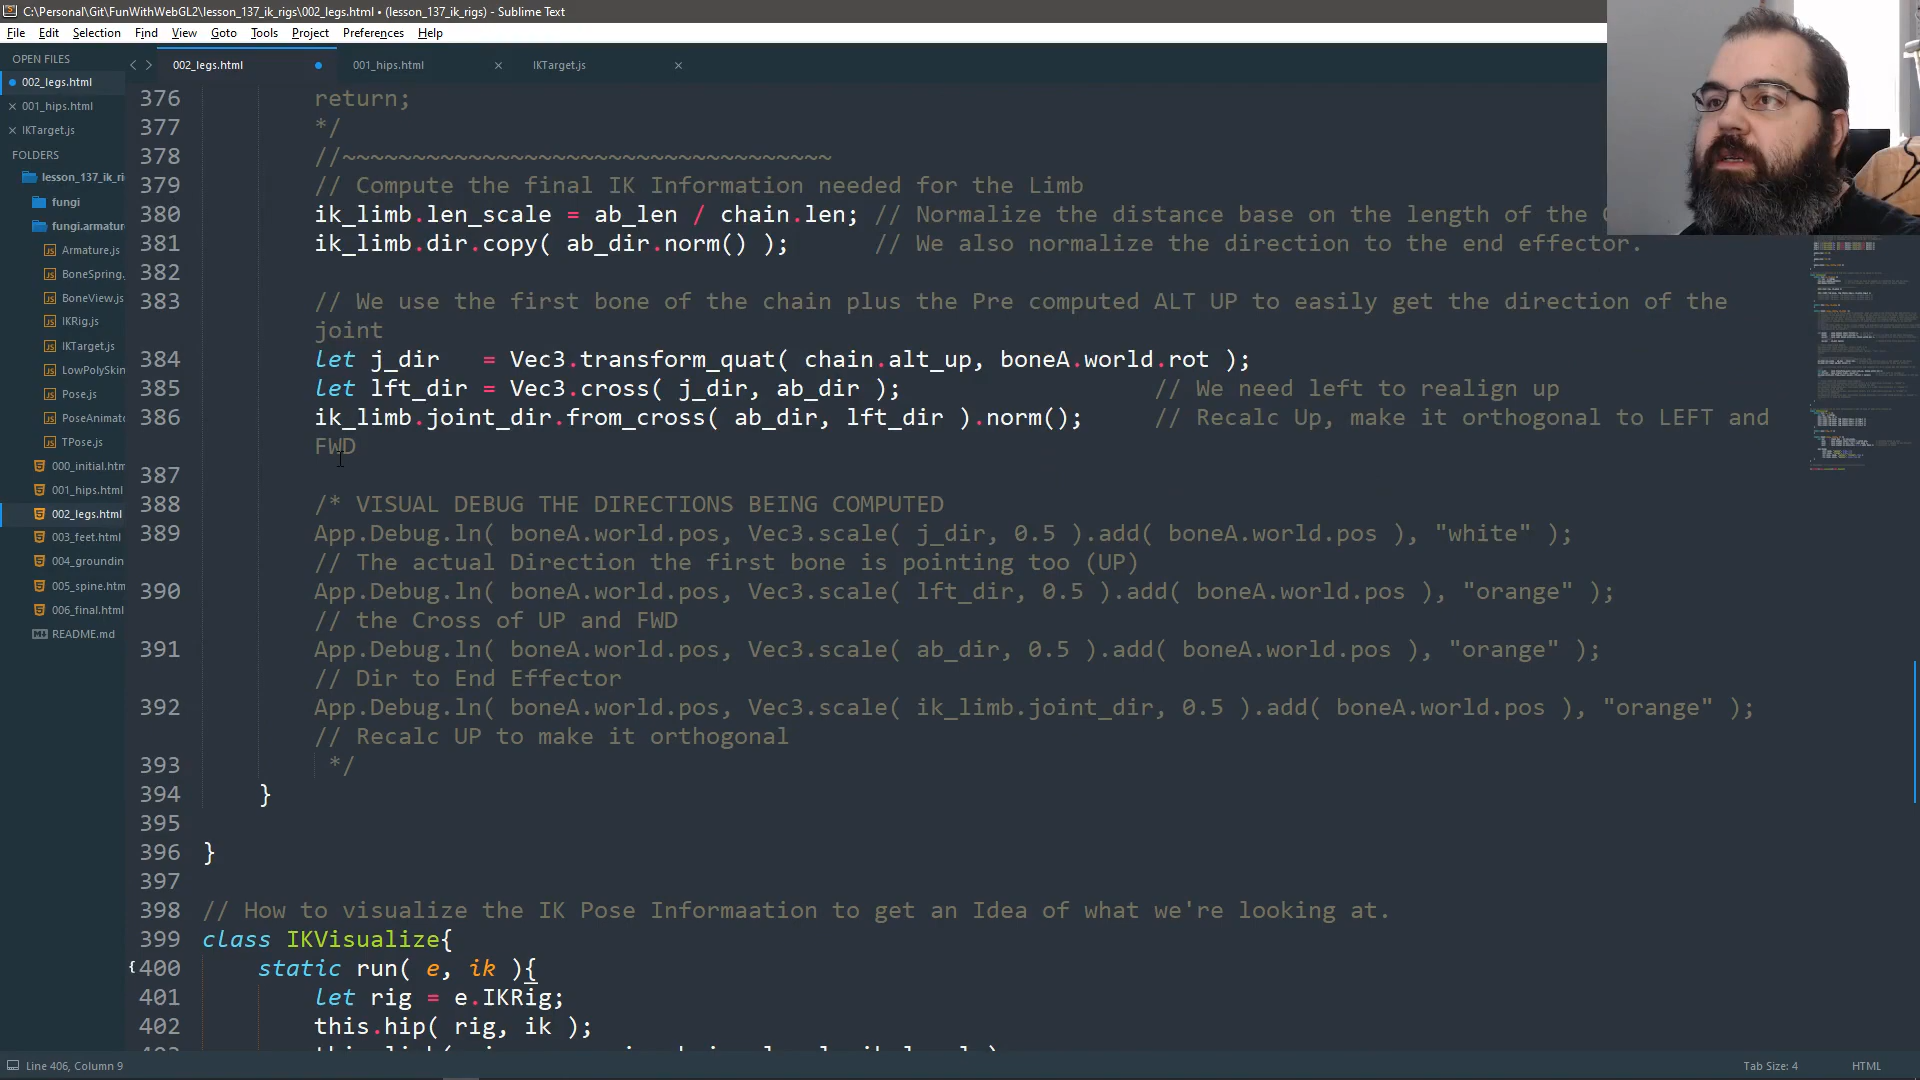 C:\Personal\Git\FunWithWebGL2\lesson_137_ik_rigs\002_legs.html • (lesson_137_ik_rigs) - Sublime Text
File Edit Selection Find View Goto Tools Project Preferences Help
OPEN FILES
002_legs.html
001_hips.html
IKTarget.js
FOLDERS
lesson_137_ik_ri
fungi
fungi.armature
Armature.js
BoneSpring.
BoneView.js
IKRig.js
IKTarget.js
LowPolySkin
Pose.js
PoseAnimato
TPose.js
000_initial.htm
001_hips.html
002_legs.html
003_feet.html
004_groundin
005_spine.htm
006_final.html
README.md
002_legs.html 001_hips.html IKTarget.js
376 return;
377 */
378 //~~~~~~~~~~~~~~~~~~~~~~~~~~~~~~~~~~~
379 // Compute the final IK Information needed for the Limb
380 ik_limb.len_scale = ab_len / chain.len; // Normalize the distance base on the length of the
381 ik_limb.dir.copy( ab_dir.norm() ); // We also normalize the direction to the end effector.
382
383 // We use the first bone of the chain plus the Pre computed ALT UP to easily get the direction of the
joint
384 let j_dir = Vec3.transform_quat( chain.alt_up, boneA.world.rot );
385 let lft_dir = Vec3.cross( j_dir, ab_dir ); // We need left to realign up
386 ik_limb.joint_dir.from_cross( ab_dir, lft_dir ).norm(); // Recalc Up, make it orthogonal to LEFT and
FWD
387
388 /* VISUAL DEBUG THE DIRECTIONS BEING COMPUTED
389 App.Debug.ln( boneA.world.pos, Vec3.scale( j_dir, 0.5 ).add( boneA.world.pos ), "white" );
// The actual Direction the first bone is pointing too (UP)
390 App.Debug.ln( boneA.world.pos, Vec3.scale( lft_dir, 0.5 ).add( boneA.world.pos ), "orange" );
// the Cross of UP and FWD
391 App.Debug.ln( boneA.world.pos, Vec3.scale( ab_dir, 0.5 ).add( boneA.world.pos ), "orange" );
// Dir to End Effector
392 App.Debug.ln( boneA.world.pos, Vec3.scale( ik_limb.joint_dir, 0.5 ).add( boneA.world.pos ), "orange" );
// Recalc UP to make it orthogonal
393 */
394 }
395
396 }
397
398 // How to visualize the IK Pose Informaation to get an Idea of what we're looking at.
399 class IKVisualize{
400 static run( e, ik ){
401 let rig = e.IKRig;
402 this.hip( rig, ik );
Line 406, Column 9
Tab Size: 4 HTML